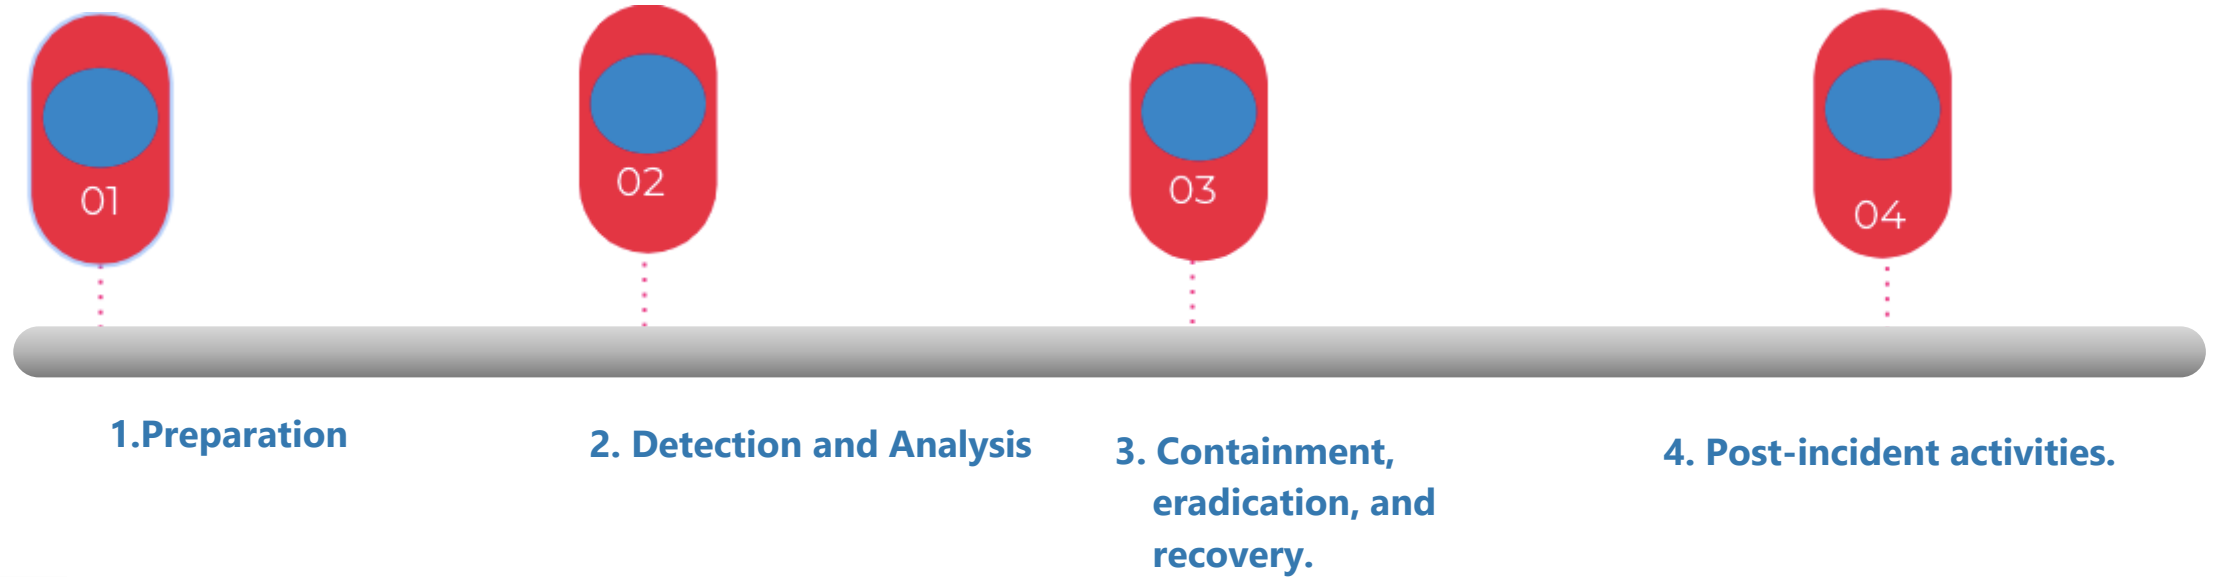 01
02
03
04
1.Preparation
2. Detection and Analysis
3. Containment,
eradication, and
recovery.
4. Post-incident activities.